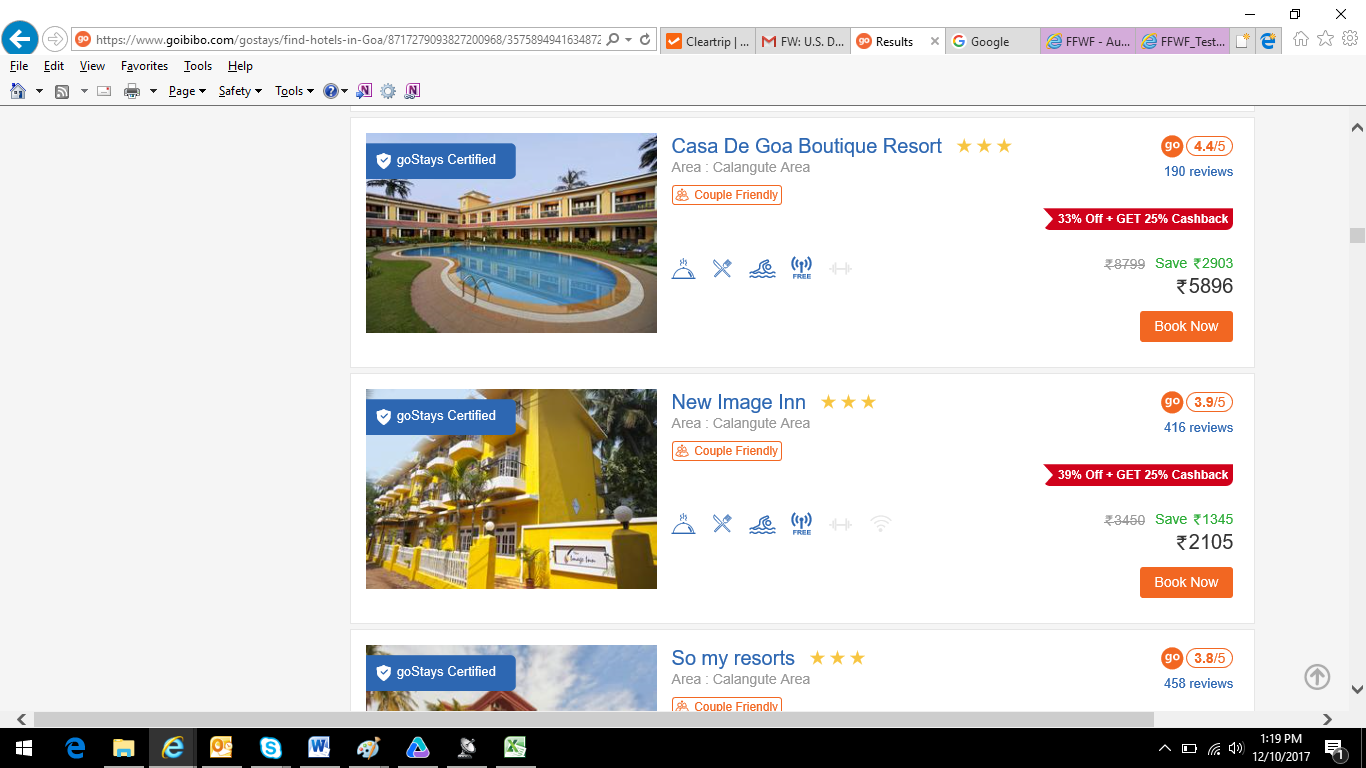 https://www.goibibo.com/gostays/find-hotels-in-Goa/8717279093827200968/3575894941634872
Cleartrip | ...
FW: U.S. D...
Results
Google
FFWF - Au...
FFWF_Test...
File Edit View Favorites Tools Help
Page Safety Tools
goStays Certified
Casa De Goa Boutique Resort
Area : Calangute Area
Couple Friendly
go 4.4/5
190 reviews
33% Off + GET 25% Cashback
FREE
₹8799 Save ₹2903
₹5896
Book Now
goStays Certified
New Image Inn
Area : Calangute Area
Couple Friendly
go 3.9/5
416 reviews
39% Off + GET 25% Cashback
FREE
Image Inn
₹3450 Save ₹1345
₹2105
Book Now
goStays Certified
So my resorts
Area : Calangute Area
Couple Friendly
go 3.8/5
458 reviews
1:19 PM
12/10/2017
1